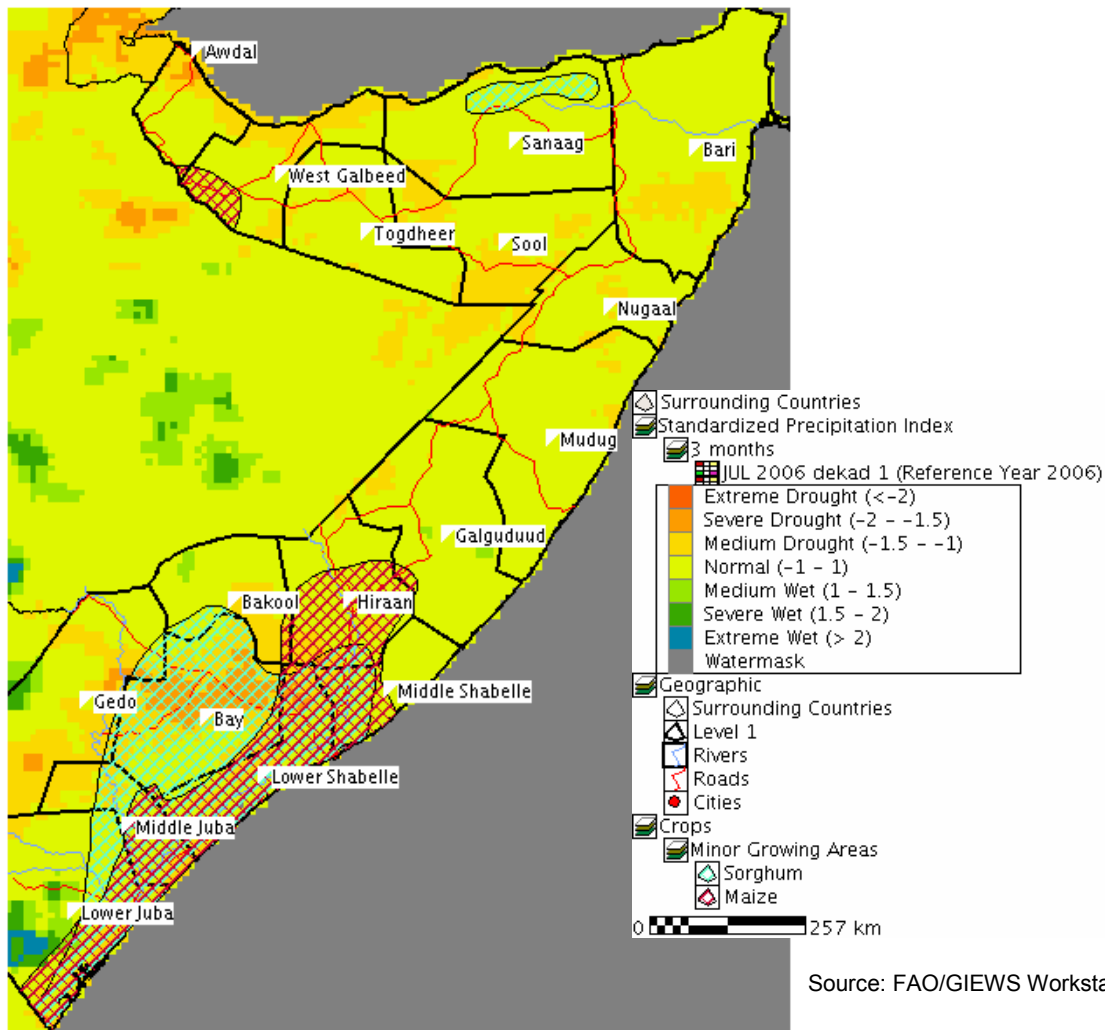 Awdal
Sanaag
Bari
West Galbeed
Togdheer
Sool
Nugaal
Mudug
Galguduud
Bakool
Hiraan
Middle Shabelle
Gedo
Bay
Lower Shabelle
Middle Juba
Lower Juba
Surrounding Countries
Standardized Precipitation Index
3 months
JUL 2006 dekad 1 (Reference Year 2006)
Extreme Drought (<-2)
Severe Drought (-2 - -1.5)
Medium Drought (-1.5 - -1)
Normal (-1 - 1)
Medium Wet (1 - 1.5)
Severe Wet (1.5 - 2)
Extreme Wet (> 2)
Watermask
Geographic
Surrounding Countries
Level 1
Rivers
Roads
Cities
Crops
Minor Growing Areas
Sorghum
Maize
0 257 km
Source: FAO/GIEWS Worksta